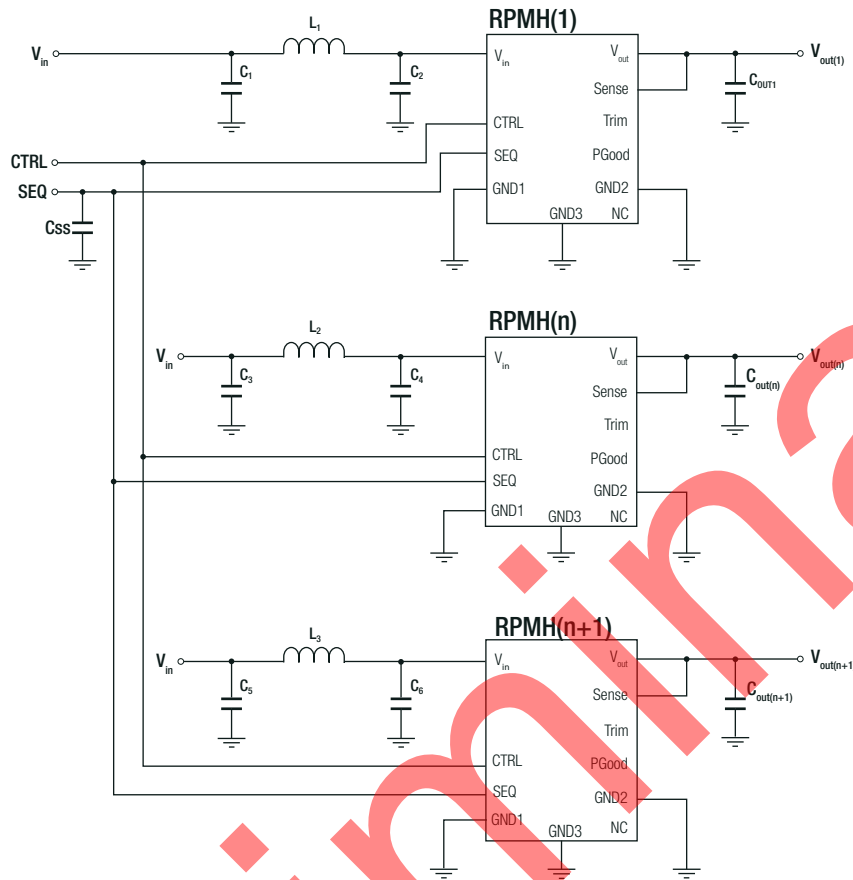 RPMH(1)
L1
Vin
C1
C2
Vin
Vout
Vout(1)
Sense
COUT1
CTRL
Trim
SEQ
PGood
GND1
GND2
GND3
NC
CTRL
SEQ
Css
RPMH(n)
L2
Vin
C3
C4
Vin
Vout
Vout(n)
Sense
Cout(n)
Trim
CTRL
PGood
SEQ
GND2
GND1
GND3
NC
RPMH(n+1)
L3
Vin
C5
C6
Vin
Vout
Vout(n+1
Sense
Cout(n+1)
Trim
CTRL
PGood
SEQ
GND2
GND1
GND3
NC
imina